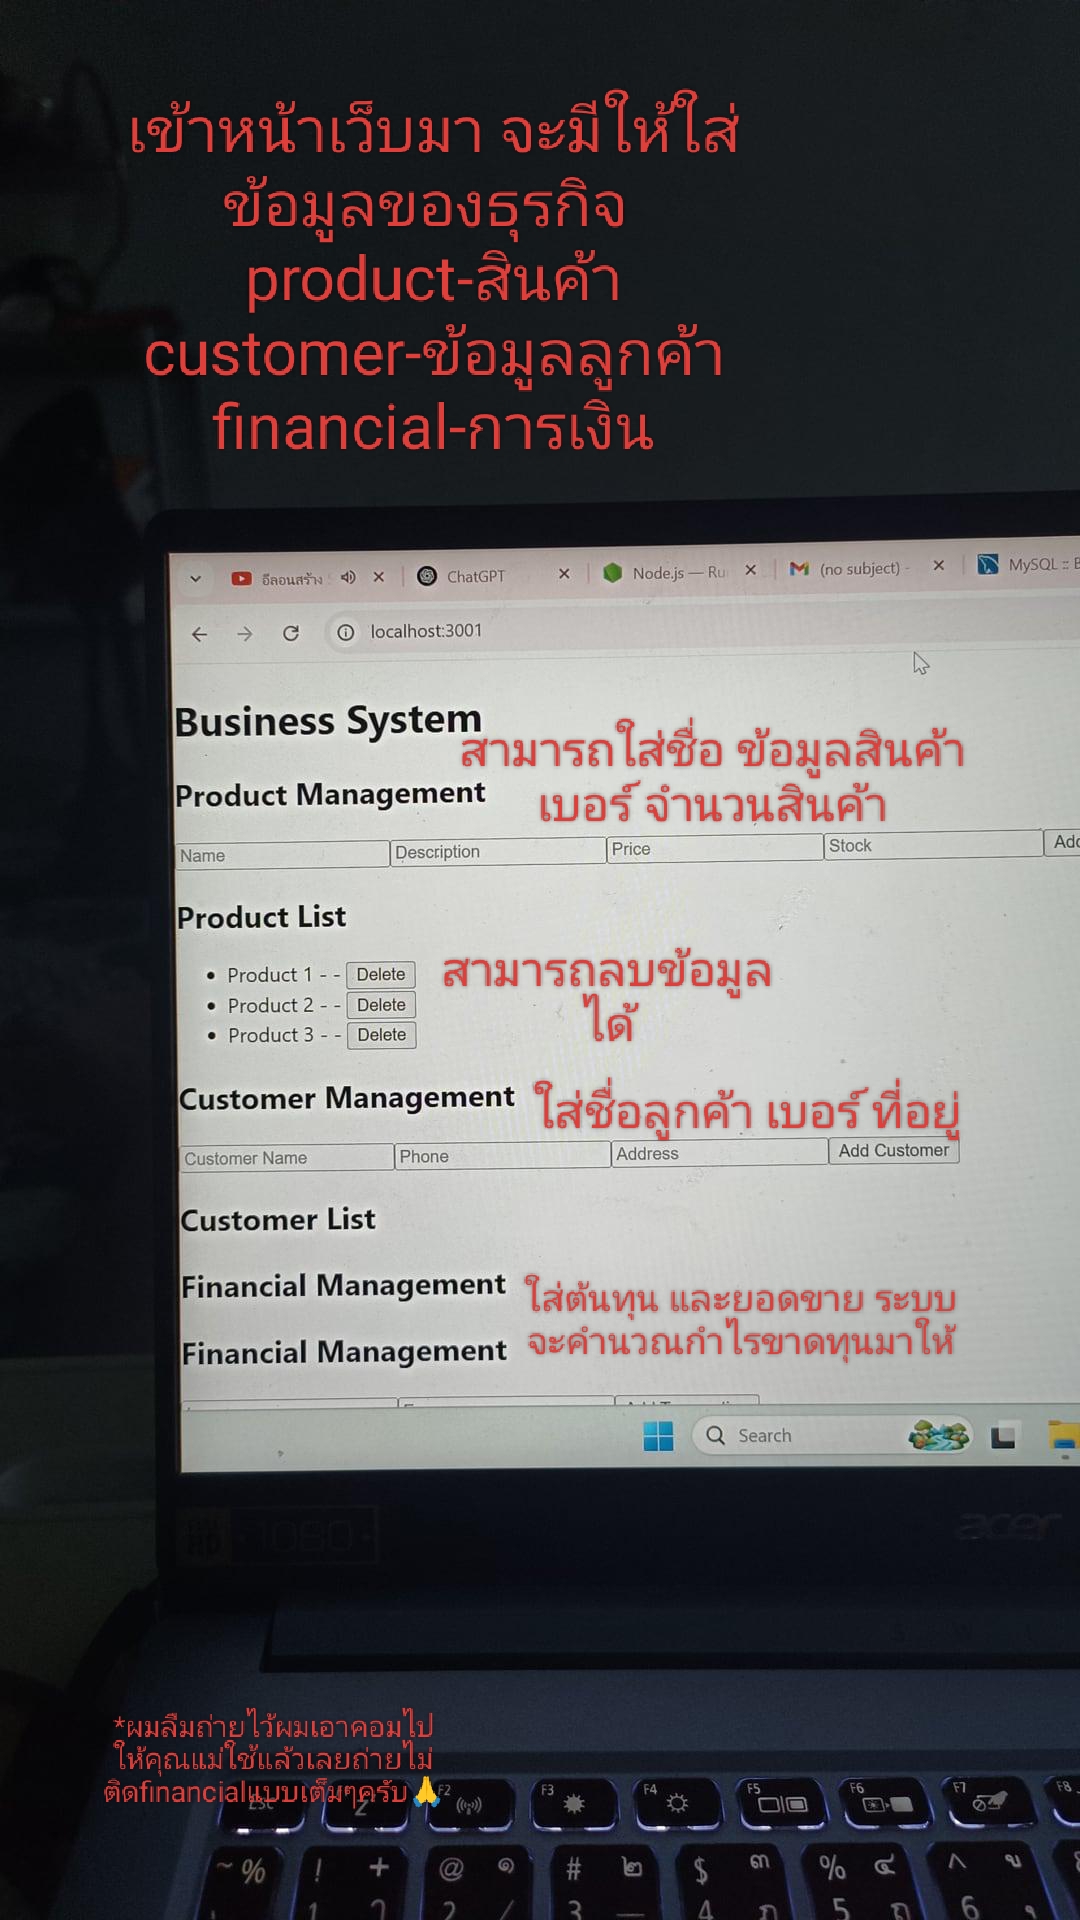 เข้าหน้าเว็บมา จะมีให้ใส่
ข้อมูลของธุรกิจ
product-สินค้า
customer-ข้อมูลลูกค้า
financial-การเงิน
อีลอนสร้าง
ChatGPT
Node.js — Ru
(no subject) -
MySQL ::
localhost:3001
Business System
สามารถใส่ชื่อ ข้อมูลสินค้า
เบอร์ จำนวนสินค้า
Product Management
Name Description Price Stock
Product List
Product 1 - - Delete
Product 2 - - Delete
Product 3 - - Delete
สามารถลบข้อมูล
ได้
Customer Management
ใส่ชื่อลูกค้า เบอร์ ที่อยู่
Customer Name Phone Address Add Customer
Customer List
Financial Management
ใส่ต้นทุน และยอดขาย ระบบ
จะคำนวณกำไรขาดทุนมาให้
Financial Management
Search
1080
acer
*ผมลืมถ่ายไว้ผมเอาคอมไป
ให้คุณแม่ใช้แล้วเลยถ่ายไม่
ติดfinancialแบบเต็มๆครับ🙏
Esc F2 F3 F4 F5 F6 F7 F8
~ % ! + @ ๑ # ๒ $ ๓ % ๔ ^
1 2 / 3 4 ภ 5 ถ 6